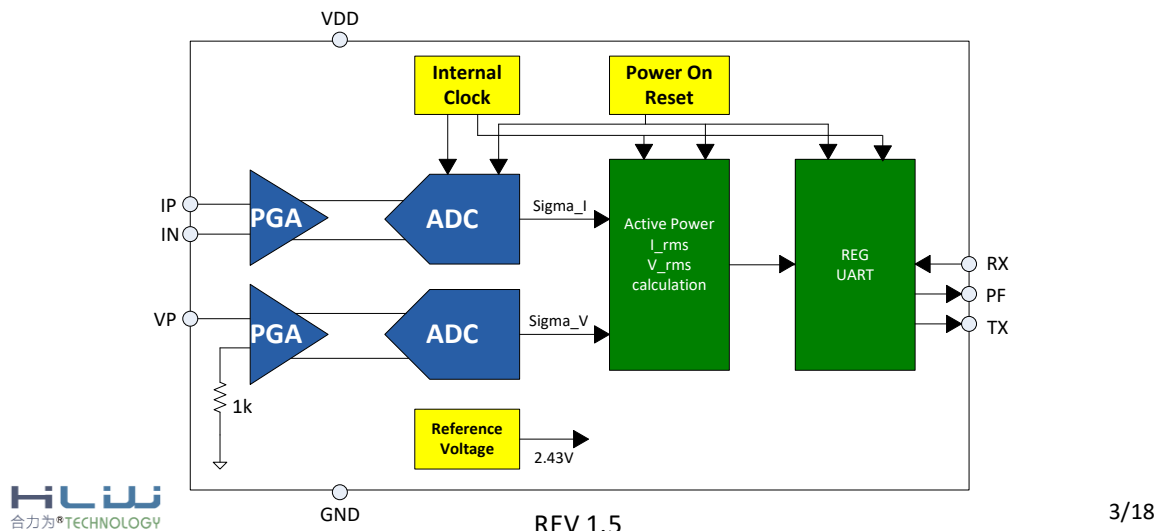 VDD
Internal
Clock
Power On
Reset
IP
IN
PGA
ADC
Sigma_I
Active Power
I_rms
V_rms
calculation
REG
UART
RX
PF
TX
VP
PGA
ADC
Sigma_V
1k
Reference
Voltage
2.43V
GND
HLW
合力为®TECHNOLOGY
REV 1.5
3/18